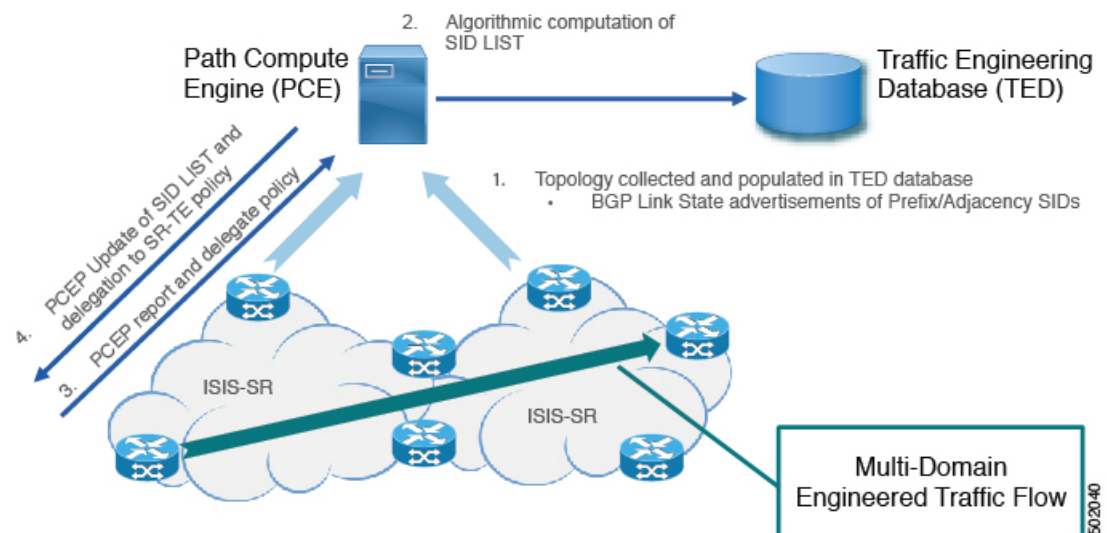 2. Algorithmic computation of
SID LIST
Path Compute
Engine (PCE)
Traffic Engineering
Database (TED)
1. Topology collected and populated in TED database
• BGP Link State advertisements of Prefix/Adjacency SIDs
4. PCEP Update of SID LIST and
delegation to SR-TE policy
3. PCEP report and delegate policy
ISIS-SR
ISIS-SR
Multi-Domain
Engineered Traffic Flow
502040